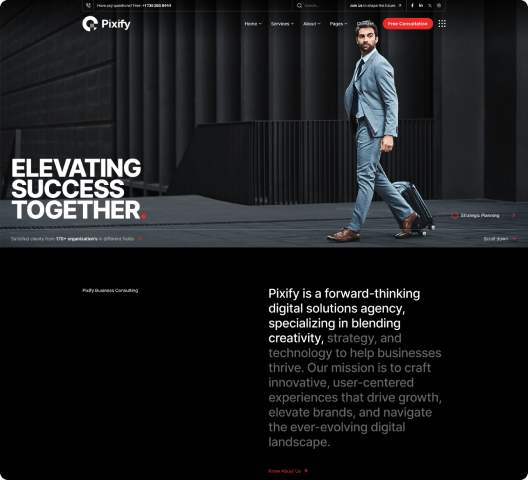 Have any questions? Free: +1 735 265 8444
Search...
Join Us to shape the future
Pixify
Home
Services
About
Pages
Contact
Free Consultation
ELEVATING
SUCCESS
TOGETHER.
Strategic Planning
Satisfied clients from 170+ organization's in different fields
Scroll down
Pixify Business Consulting
Pixify is a forward-thinking
digital solutions agency,
specializing in blending
creativity, strategy, and
technology to help businesses
thrive. Our mission is to craft
innovative, user-centered
experiences that drive growth,
elevate brands, and navigate
the ever-evolving digital
landscape.
Know About Us